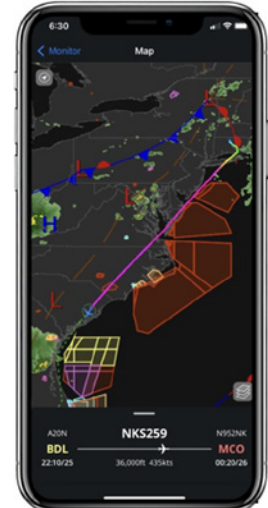 6:30
Monitor Map
L
L
H
L
L
A20N NKS259 N952NK
BDL MCO
22:10/25 36,000ft 435kts 00:20/26